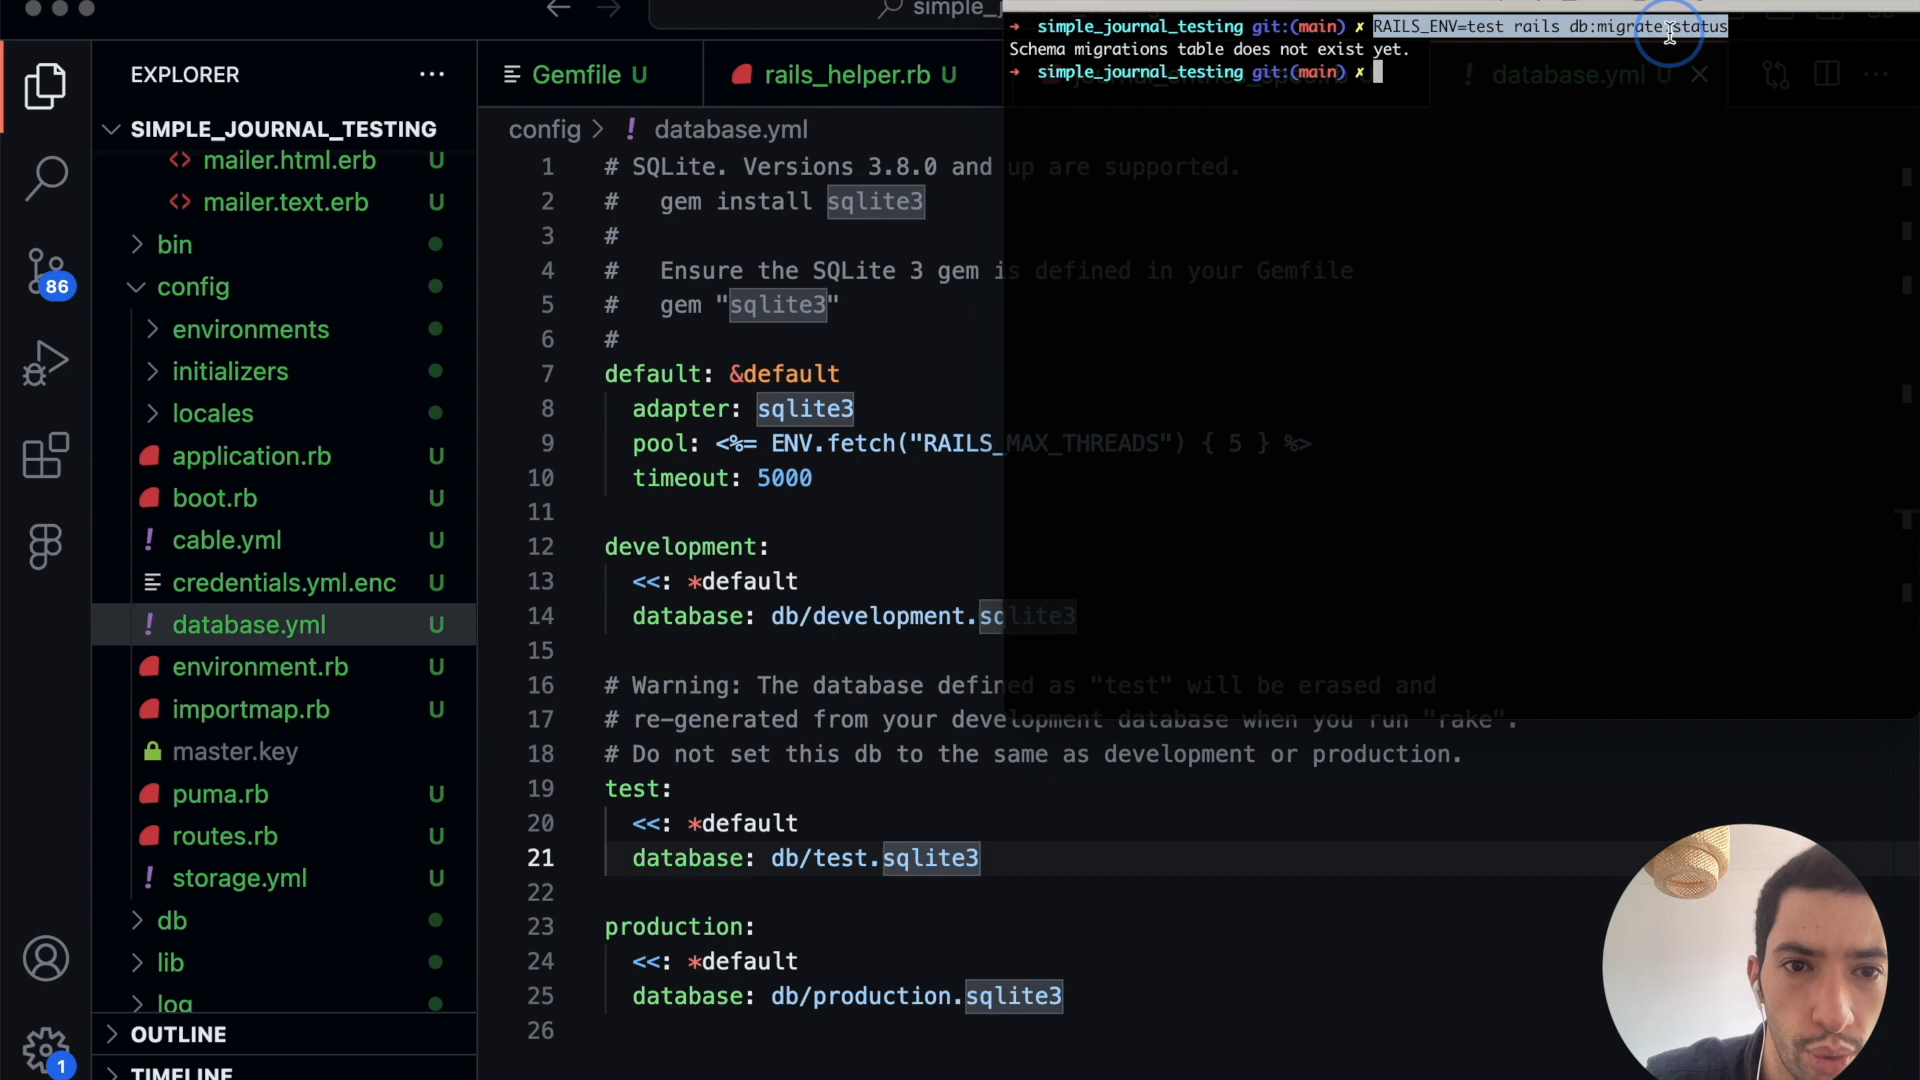 simple_
EXPLORER
SIMPLE_JOURNAL_TESTING
mailer.html.erb U
mailer.text.erb U
bin
config
environments
initializers
locales
application.rb U
boot.rb U
cable.yml U
credentials.yml.enc U
database.yml U
environment.rb U
importmap.rb U
master.key
puma.rb U
routes.rb U
storage.yml U
db
lib
log
OUTLINE
TIMELINE
86
1
Gemfile U
rails_helper.rb U
database.yml U
config > ! database.yml
1 # SQLite. Versions 3.8.0 and up are supported.
2 #   gem install sqlite3
3 #
4 #   Ensure the SQLite 3 gem is defined in your Gemfile
5 #   gem "sqlite3"
6 #
7 default: &default
8   adapter: sqlite3
9   pool: <%= ENV.fetch("RAILS_MAX_THREADS") { 5 } %>
10   timeout: 5000
11
12 development:
13   <<: *default
14   database: db/development.sqlite3
15
16 # Warning: The database defined as "test" will be erased and
17 # re-generated from your development database when you run "rake".
18 # Do not set this db to the same as development or production.
19 test:
20   <<: *default
21   database: db/test.sqlite3
22
23 production:
24   <<: *default
25   database: db/production.sqlite3
26
→ simple_journal_testing git:(main) ✗ RAILS_ENV=test rails db:migrate:status
Schema migrations table does not exist yet.
→ simple_journal_testing git:(main) ✗